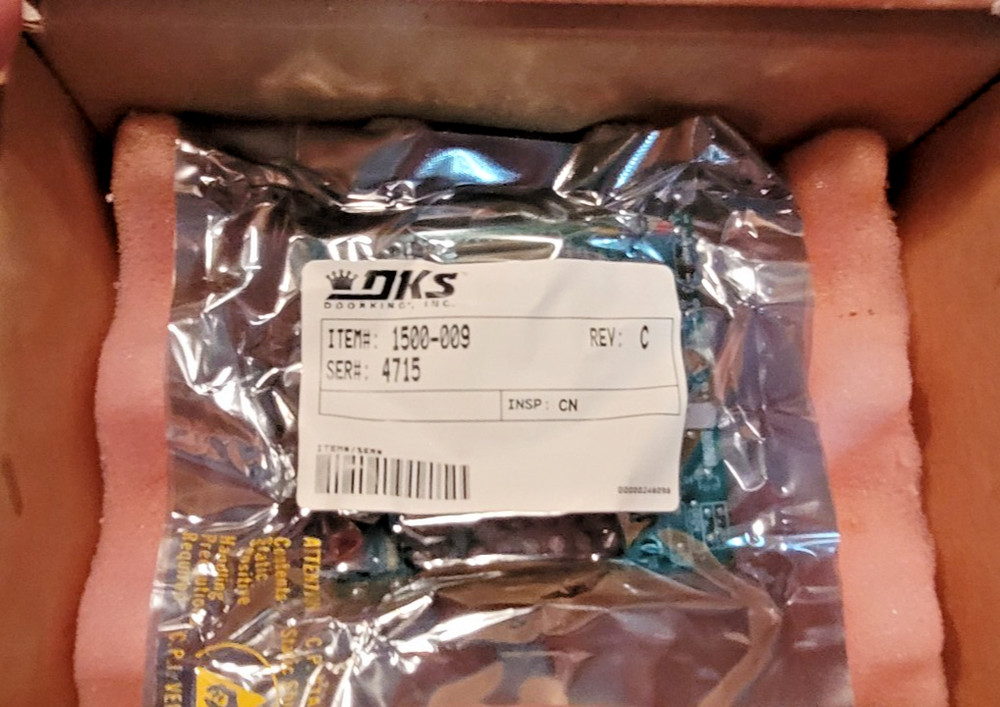 DKS
DOORKING, INC.
ITEM#: 1500-009 REV: C
SER#: 4715
INSP: CN
ITEM#/SER#
ATTENTION
Contents
Static
Sensitive
Handling
Precautions
Required